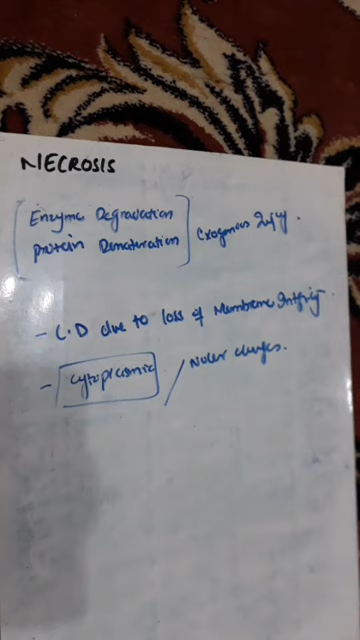 NECROSIS
Enzyme Degradation
Protein Denaturation
Exogenous Injury.
- C.D due to loss of Membrane Integrity.
- Cytoplasmic / Nuclear changes.